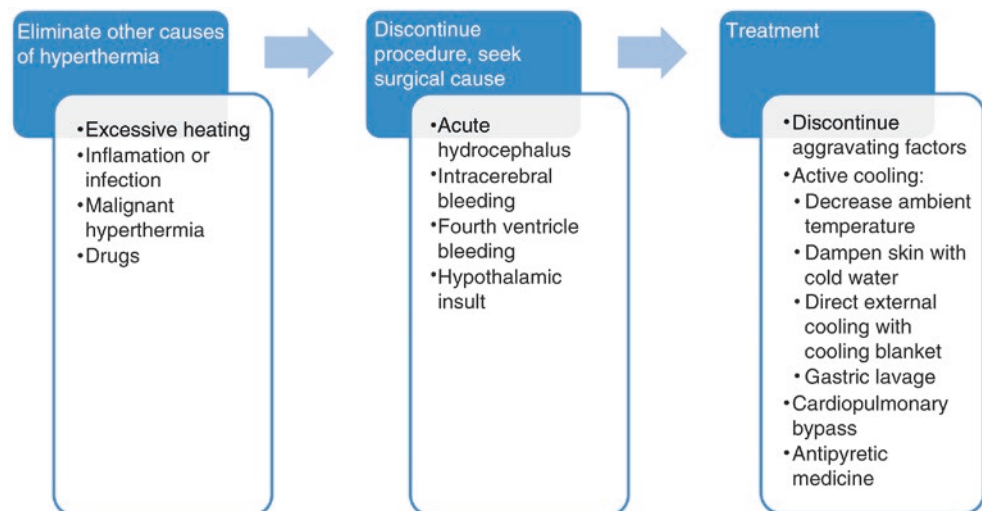 Eliminate other causes
of hyperthermia
•Excessive heating
•Inflamation or
infection
•Malignant
hyperthermia
•Drugs
Discontinue
procedure, seek
surgical cause
•Acute
hydrocephalus
•Intracerebral
bleeding
•Fourth ventricle
bleeding
•Hypothalamic
insult
Treatment
•Discontinue
aggravating factors
•Active cooling:
•Decrease ambient
temperature
•Dampen skin with
cold water
•Direct external
cooling with
cooling blanket
•Gastric lavage
•Cardiopulmonary
bypass
•Antipyretic
medicine